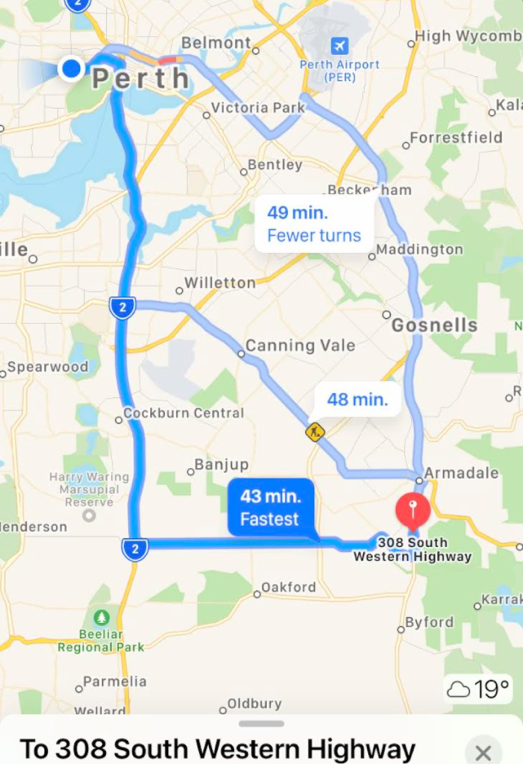 2
Belmont
High Wycomb
Perth Airport
(PER)
Perth
Victoria Park
Kala
Forrestfield
Bentley
Becken ham
49 min.
Fewer turns
ille
Maddington
Willetton
2
Gosnells
Canning Vale
Spearwood
48 min.
R
Cockburn Central
Banjup
Armadale
Harry Waring
Marsupial
Reserve
43 min.
Fastest
lenderson
2
308 South
Western Highway
Oakford
Karrak
Byford
Beeliar
Regional Park
Parmelia
19°
Oldbury
Wellard
To 308 South Western Highway